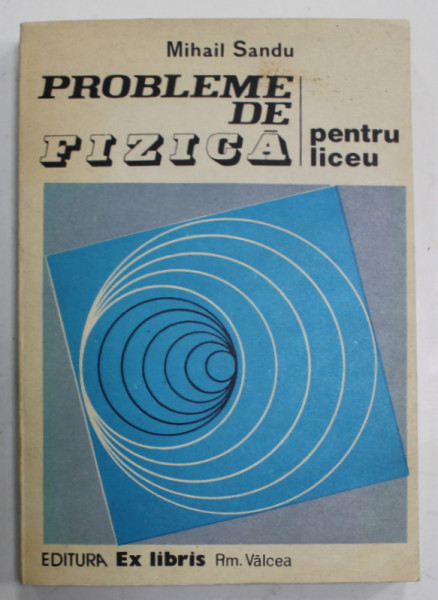 Mihail Sandu
PROBLEME
DE
FIZICĂ
pentru
liceu
EDITURA Ex libris Rm. Vâlcea